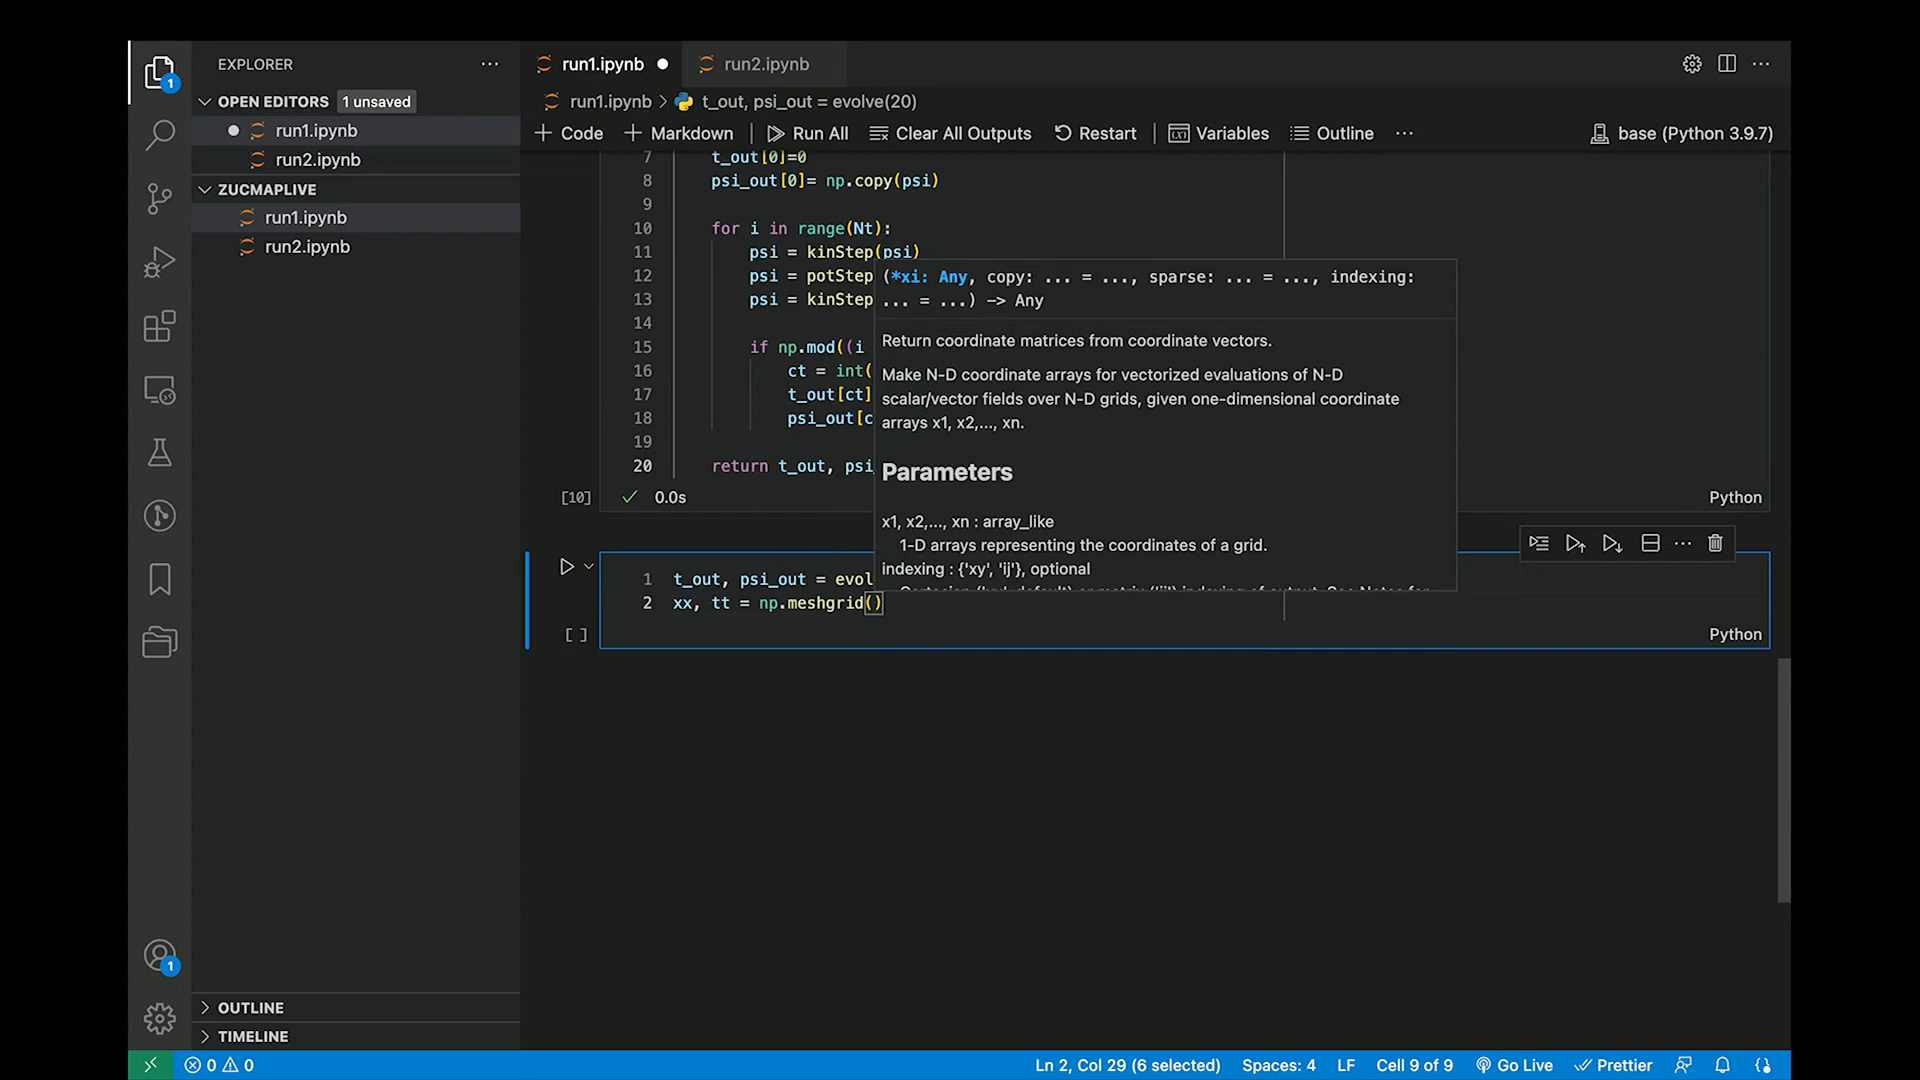 1
EXPLORER
OPEN EDITORS 1 unsaved
run1.ipynb
run2.ipynb
ZUCMAPLIVE
run1.ipynb
run2.ipynb
OUTLINE
TIMELINE
1
run1.ipynb
run2.ipynb
run1.ipynb > t_out, psi_out = evolve(20)
+ Code + Markdown Run All Clear All Outputs Restart Variables Outline ... base (Python 3.9.7)
7 t_out[0]=0
8 psi_out[0]= np.copy(psi)
9
10 for i in range(Nt):
11 psi = kinStep(psi)
12 psi = potStep
13 psi = kinStep
14
15 if np.mod((i
16 ct = int(
17 t_out[ct]
18 psi_out[c
19
20 return t_out, psi_
[10] ✓ 0.0s Python
(*xi: Any, copy: ... = ..., sparse: ... = ..., indexing:
... = ...) -> Any
Return coordinate matrices from coordinate vectors.
Make N-D coordinate arrays for vectorized evaluations of N-D
scalar/vector fields over N-D grids, given one-dimensional coordinate
arrays x1, x2,..., xn.
Parameters
x1, x2,..., xn : array_like
1-D arrays representing the coordinates of a grid.
indexing : {'xy', 'ij'}, optional
1 t_out, psi_out = evol
2 xx, tt = np.meshgrid()
[ ] Python
0 0 Ln 2, Col 29 (6 selected) Spaces: 4 LF Cell 9 of 9 Go Live Prettier